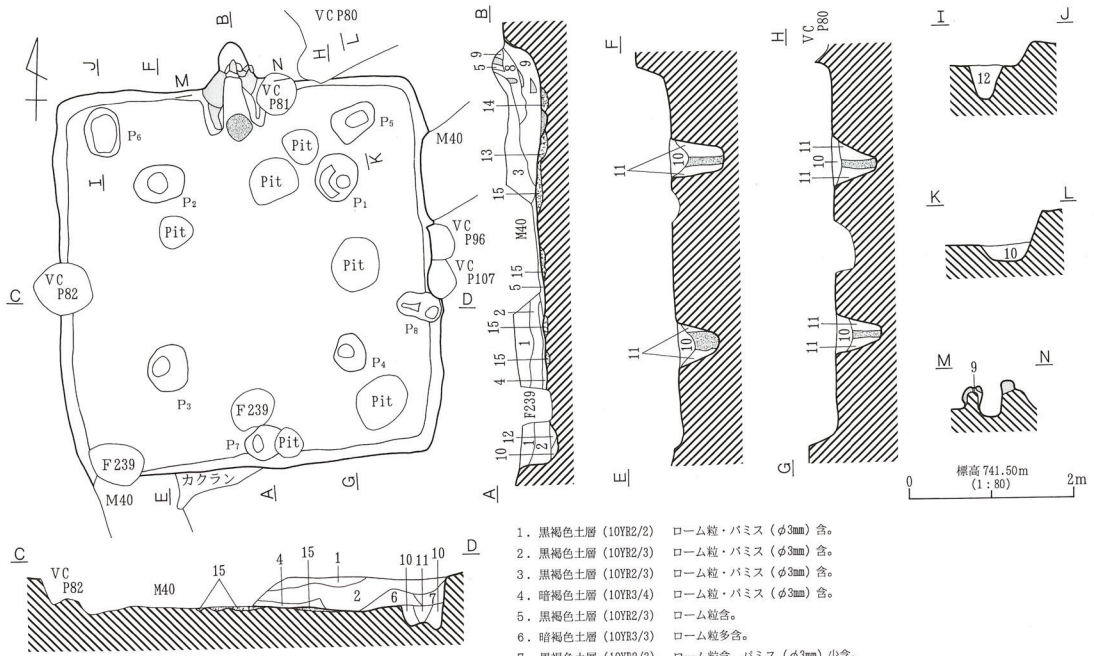 VC P80
B
H
L
J
F
M
N
VC
P81
P6
P5
M40
Pit
I
K
Pit
P2
P1
Pit
VC
P96
Pit
VC
P107
VC
P82
C
D
P8
P4
P3
F239
Pit
P7
Pit
F239
M40
E
カクラン
A
G
B
9
5
8
9
14
13
3
15
M40
15
5
2
15
1
15
4
F239
12
1
2
10
A
F
11
10
11
10
E
H
VC
P80
11
10
11
11
10
11
G
I
J
12
K
L
10
M
N
9
標高741.50m
(1:80)
0
2m
C
D
VC
P82
M40
15
4
15
1
2
6
10
11
10
7
1. 黒褐色土層(10YR2/2) ローム粒・パミス(φ3㎜)含。
2. 黒褐色土層(10YR2/3) ローム粒・パミス(φ3㎜)含。
3. 黒褐色土層(10YR2/3) ローム粒・パミス(φ3㎜)含。
4. 暗褐色土層(10YR3/4) ローム粒・パミス(φ3㎜)含。
5. 黒褐色土層(10YR2/3) ローム粒含。
6. 暗褐色土層(10YR3/3) ローム粒多含。